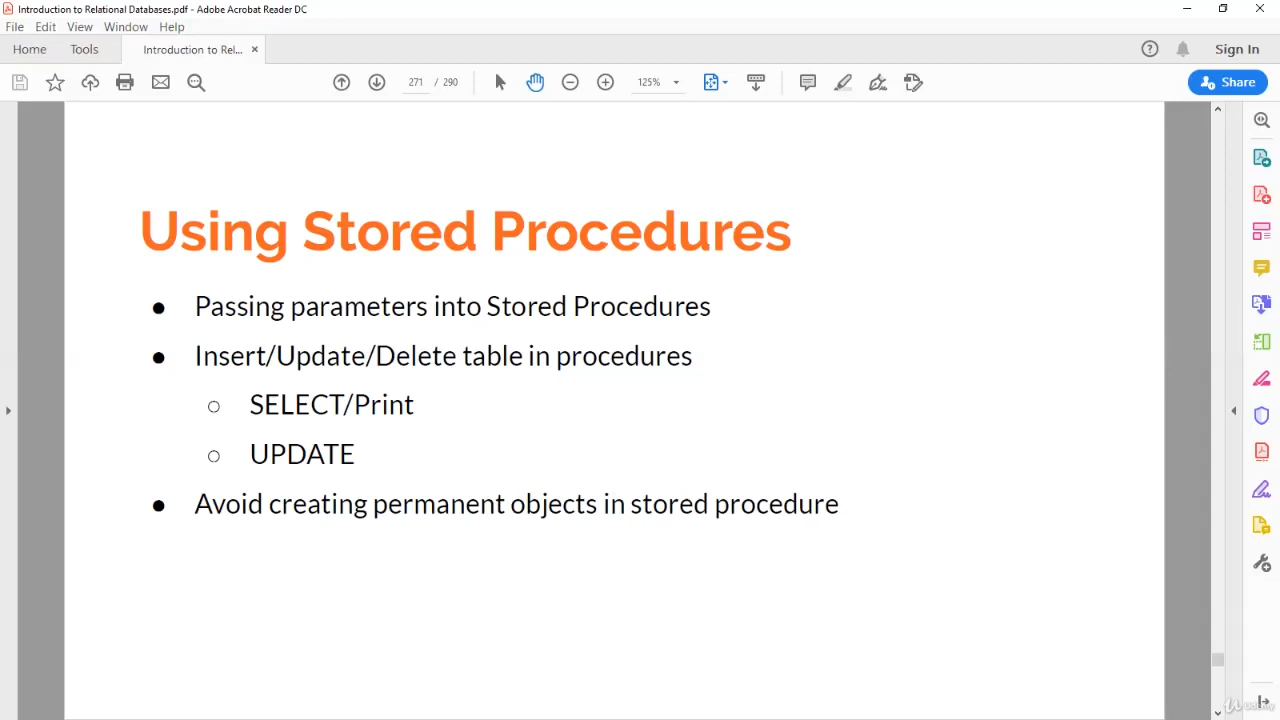 Introduction to Relational Databases.pdf - Adobe Acrobat Reader DC
File Edit View Window Help
Home Tools Introduction to Rel... × Sign In
271 / 290 125% Share
Using Stored Procedures
● Passing parameters into Stored Procedures
● Insert/Update/Delete table in procedures
○ SELECT/Print
○ UPDATE
● Avoid creating permanent objects in stored procedure
Udemy